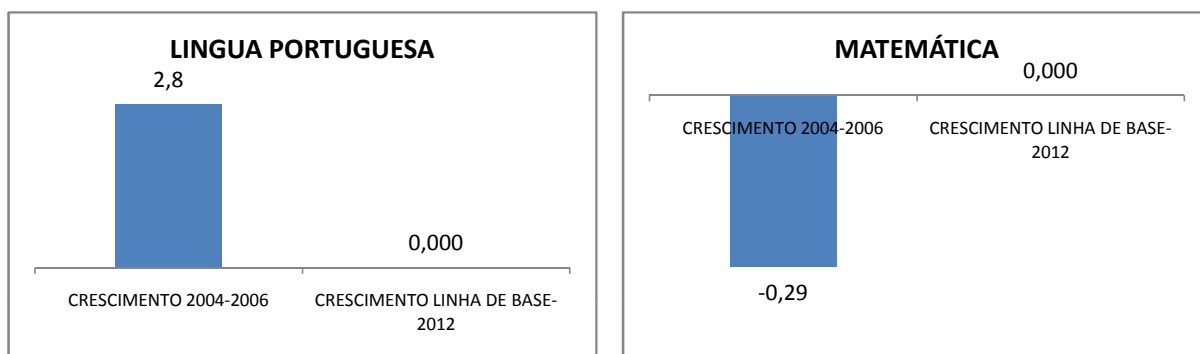 LINGUA PORTUGUESA
2,8
0,000
CRESCIMENTO 2004-2006
CRESCIMENTO LINHA DE BASE-
2012
MATEMÁTICA
0,000
CRESCIMENTO 2004-2006
CRESCIMENTO LINHA DE BASE-
2012
-0,29